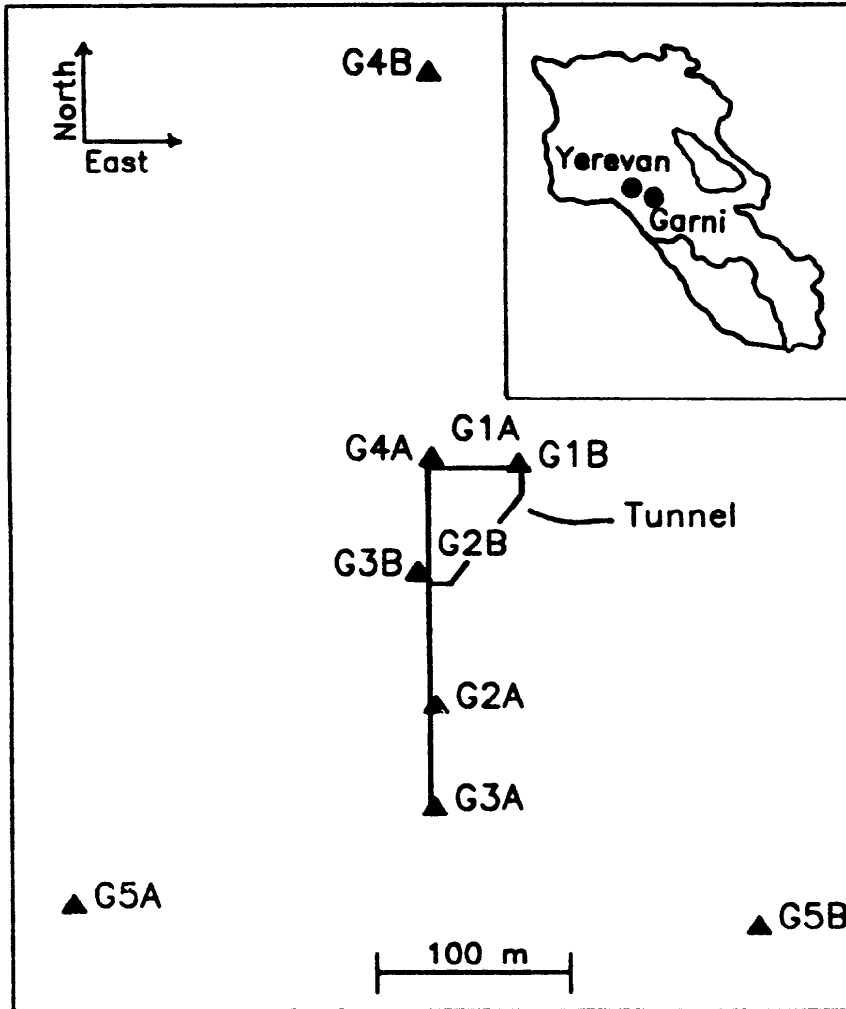 G4B
North
East
Yerevan
Garni
G1A
G4A
G1B
Tunnel
G2B
G3B
G2A
G3A
G5A
G5B
100 m